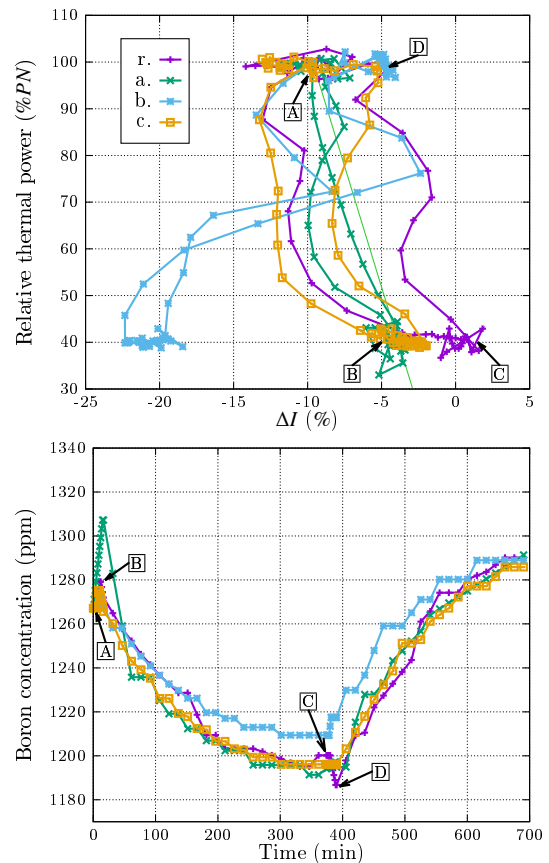 110
100
90
80
70
60
50
40
30
Relative thermal power (%PN)
r.
a.
b.
c.
A
D
B
C
-25
-20
-15
-10
-5
0
5
ΔI (%)
1340
1320
1300
1280
1260
1240
1220
1200
1180
Boron concentration (ppm)
B
A
C
D
0
100
200
300
400
500
600
700
Time (min)